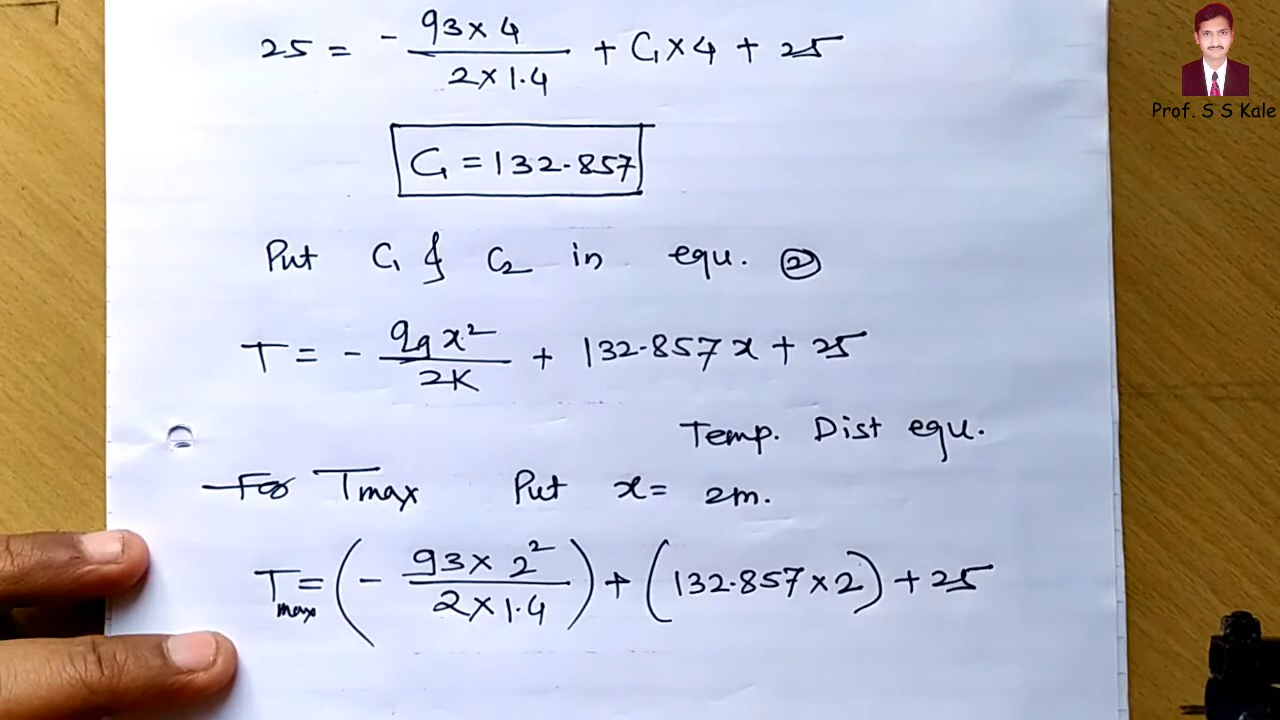 Prof. S S Kale
25 = - 93 × 4 / 2 × 1.4 + C₁ × 4 + 25
C₁ = 132.857
Put C₁ & C₂ in equ. ②
T = - qg x² / 2K + 132.857 x + 25
Temp. Dist equ.
For Tmax Put x = 2m.
Tmax = (- 93 × 2² / 2 × 1.4) + (132.857 × 2) + 25